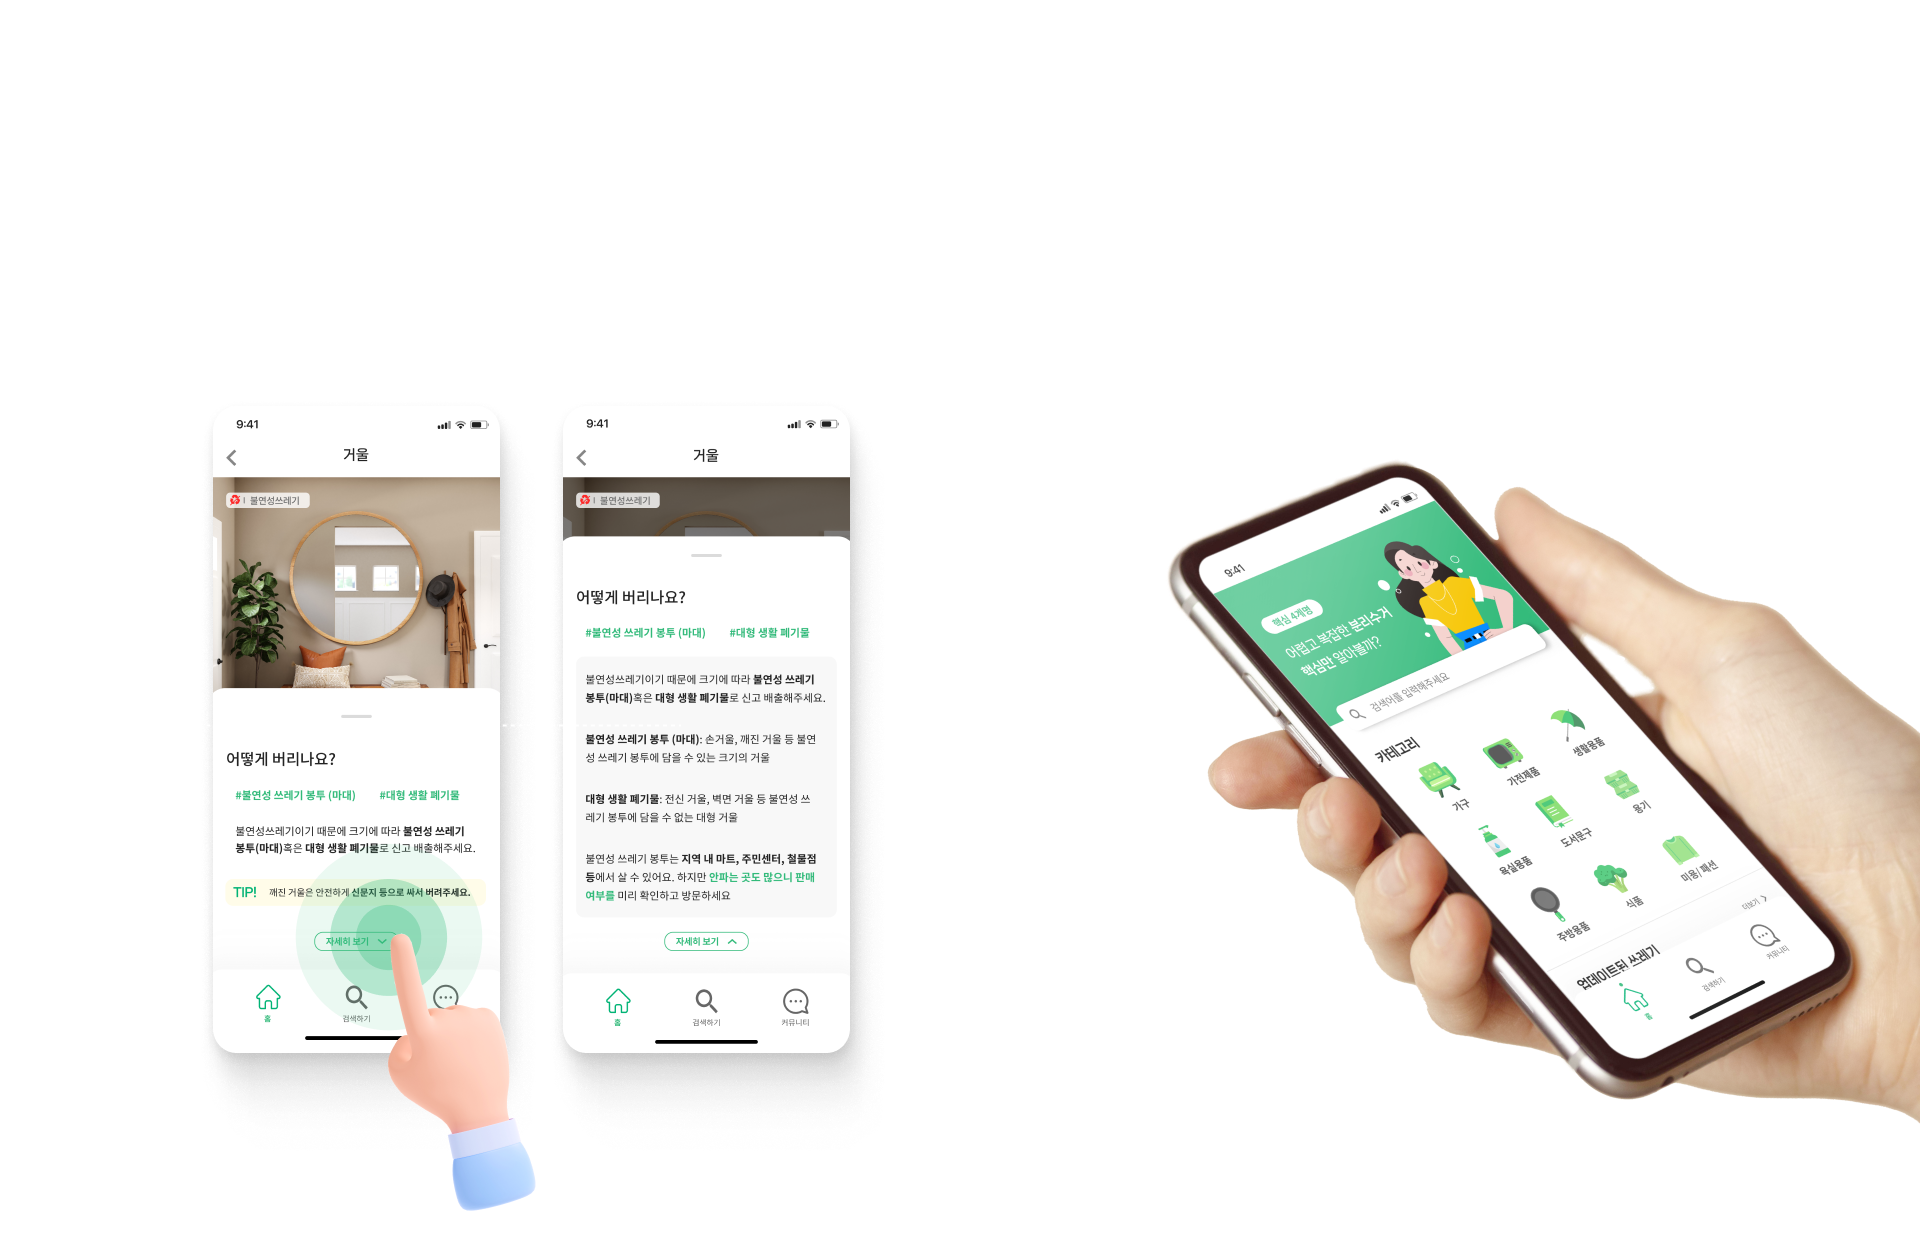 9:41
거울
불연성쓰레기
어떻게 버리나요?
#불연성 쓰레기 봉투 (마대) #대형 생활 폐기물
불연성쓰레기이기 때문에 크기에 따라 불연성 쓰레기
봉투(마대)혹은 대형 생활 폐기물로 신고 배출해주세요.
TIP! 깨진 거울은 안전하게 신문지 등으로 싸서 버려주세요.
자세히 보기
홈 검색하기
9:41
거울
불연성쓰레기
어떻게 버리나요?
#불연성 쓰레기 봉투 (마대) #대형 생활 폐기물
불연성쓰레기이기 때문에 크기에 따라 불연성 쓰레기
봉투(마대)혹은 대형 생활 폐기물로 신고 배출해주세요.
불연성 쓰레기 봉투 (마대): 손거울, 깨진 거울 등 불연
성 쓰레기 봉투에 담을 수 있는 크기의 거울
대형 생활 폐기물: 전신 거울, 벽면 거울 등 불연성 쓰
레기 봉투에 담을 수 없는 대형 거울
불연성 쓰레기 봉투는 지역 내 마트, 주민센터, 철물점
등에서 살 수 있어요. 하지만 안파는 곳도 많으니 판매
여부를 미리 확인하고 방문하세요
자세히 보기
홈 검색하기 커뮤니티
9:41
핵심 4계명
어렵고 복잡한 분리수거
핵심만 알아볼까?
검색어를 입력해주세요
카테고리
가구 가전제품 생활용품
욕실용품 도서문구 용기
주방용품 식품 미용/패션
업데이트된 쓰레기 더보기
홈 검색하기 커뮤니티